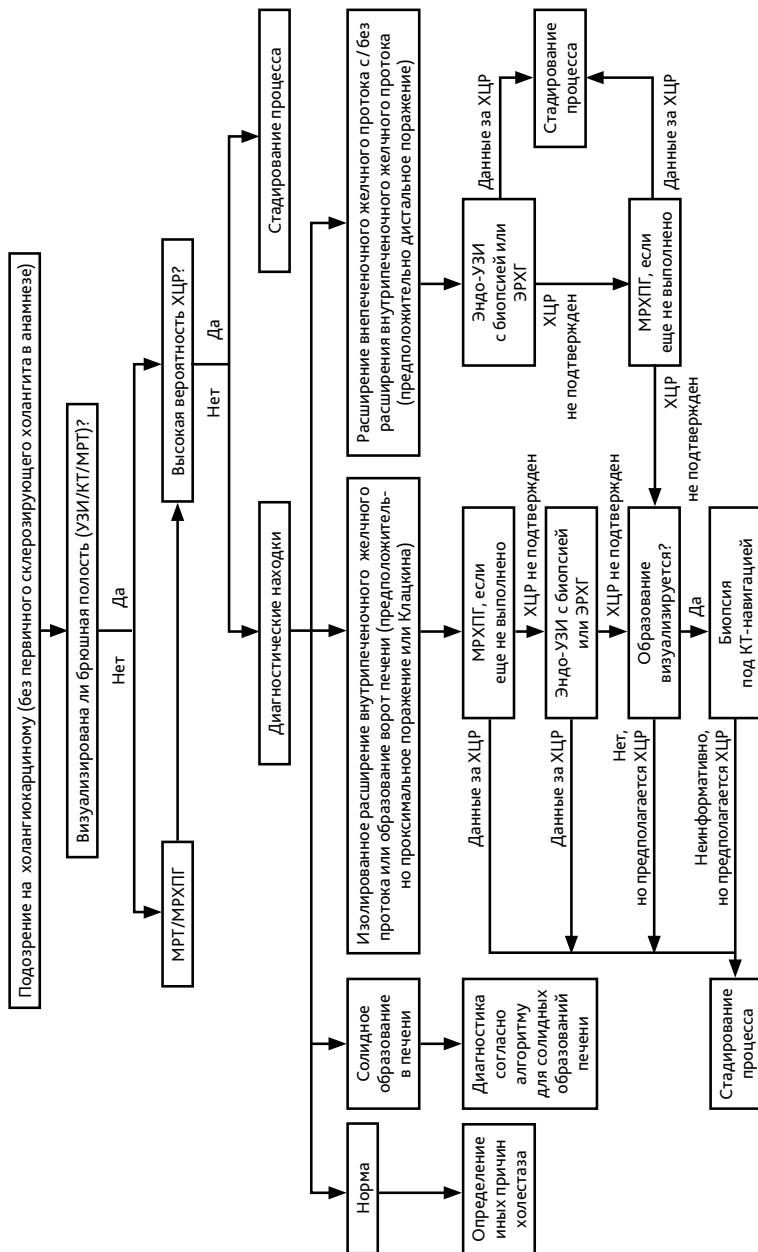 Подозрение на холангиокарциному (без первичного склерозирующего холангита в анамнезе)
Визуализирована ли брюшная полость (УЗИ/КТ/МРТ)?
Нет
Да
МРТ/МРХПГ
Высокая вероятность ХЦР?
Нет
Да
Диагностические находки
Стадирование процесса
Норма
Солидное
образование
в печени
Изолированное расширение внутрипеченочного желчного
протока или образование ворот печени (предположитель-
но проксимальное поражение или Клацкина)
Расширение внепеченочного желчного протока с/без
расширения внутрипеченочного желчного протока
(предположительно дистальное поражение)
Определение
иных причин
холестаза
Диагностика
согласно
алгоритму
для солидных
образований
печени
МРХПГ, если
еще не выполнено
Данные за ХЦР
ХЦР не подтвержден
Эндо-УЗИ с биопсией
или ЭРХГ
Данные за ХЦР
ХЦР не подтвержден
Образование
визуализируется?
Нет,
но предполагается ХЦР
Да
Биопсия
под КТ-навигацией
Неинформативно,
но предполагается ХЦР
Стадирование
процесса
Эндо-УЗИ
с биопсией или
ЭРХГ
Данные за ХЦР
ХЦР
не подтвержден
Стадирование
процесса
МРХПГ, если
еще не выполнено
Данные за ХЦР
ХЦР
не подтвержден